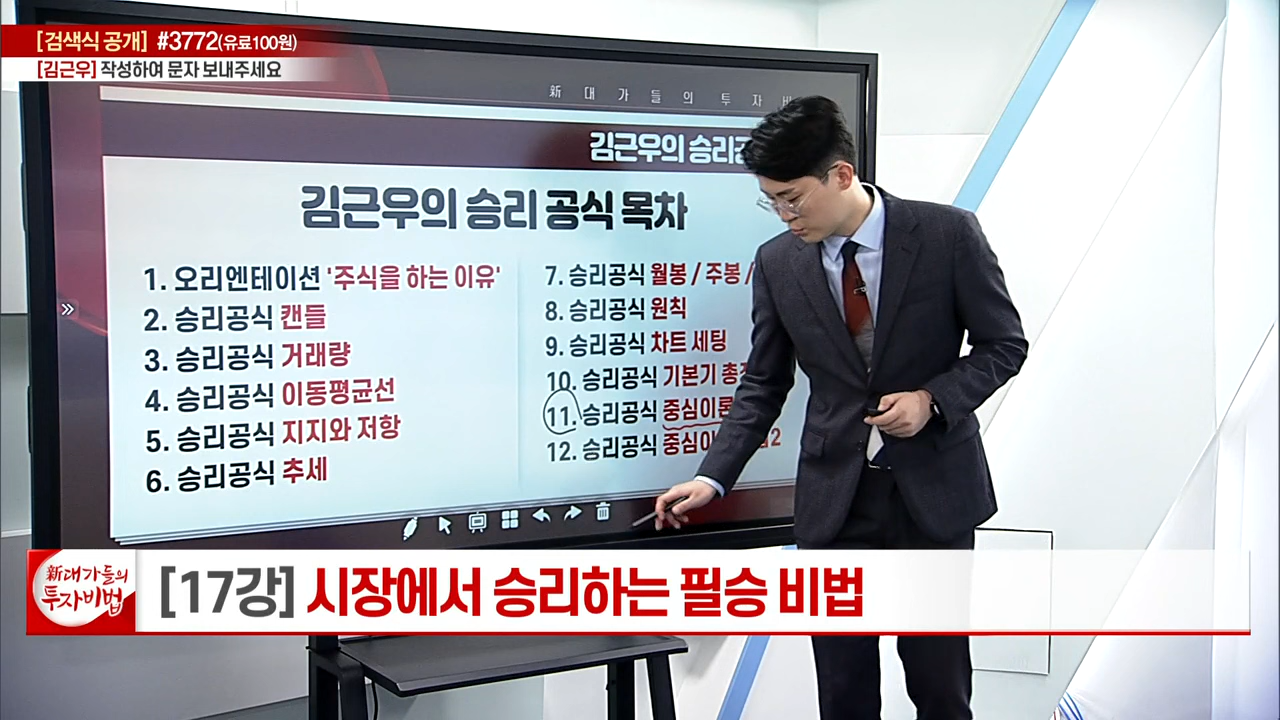 [검색식 공개] #3772(유료100원)
[김근우] 작성하여 문자 보내주세요
新 대 가 들 의 투 자 비
김근우의 승리공
김근우의 승리 공식 목차
1. 오리엔테이션 '주식을 하는 이유'
2. 승리공식 캔들
3. 승리공식 거래량
4. 승리공식 이동평균선
5. 승리공식 지지와 저항
6. 승리공식 추세
7. 승리공식 월봉 / 주봉 /
8. 승리공식 원칙
9. 승리공식 차트 세팅
10. 승리공식 기본기 총
11. 승리공식 중심이론
12. 승리공식 중심이 2
新대가들의
투자비법
[17강] 시장에서 승리하는 필승 비법